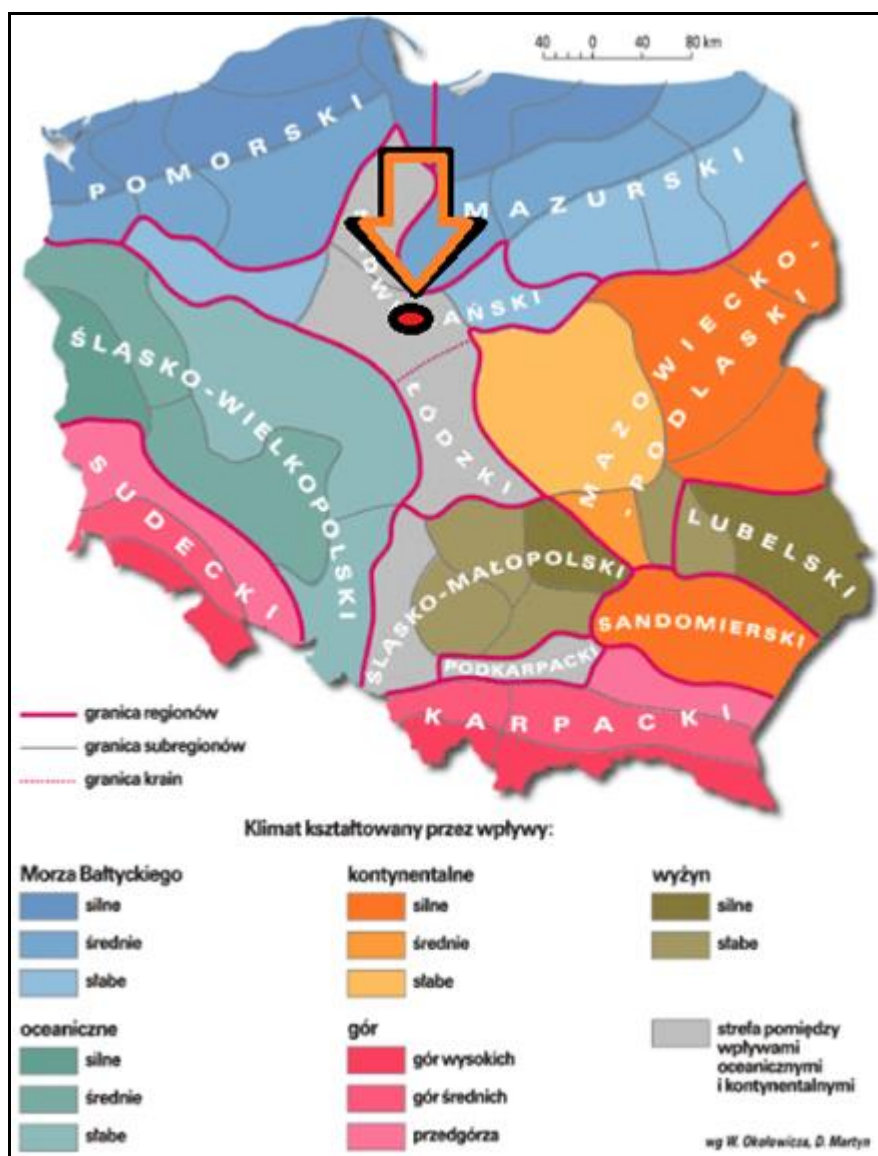 40 0 40 80 km
POMORSKI
MAZURSKI
AŃSKI
MAZOWIECKO-
-PODLASKI
ŚLĄSKO-WIELKOPOLSKI
ŁÓDZKI
SUDECKI
LUBELSKI
ŚLĄSKO-MAŁOPOLSKI
SANDOMIERSKI
PODKARPACKI
KARPACKI
granica regionów
granica subregionów
granica krain
Klimat kształtowany przez wpływy:
Morza Bałtyckiego
silne
średnie
słabe
kontynentalne
silne
średnie
słabe
wyżyn
silne
słabe
oceaniczne
silne
średnie
słabe
gór
gór wysokich
gór średnich
przedgórza
strefa pomiędzy
wpływami
oceanicznymi
i kontynentalnymi
wg W. Okołowicza, D. Martyn